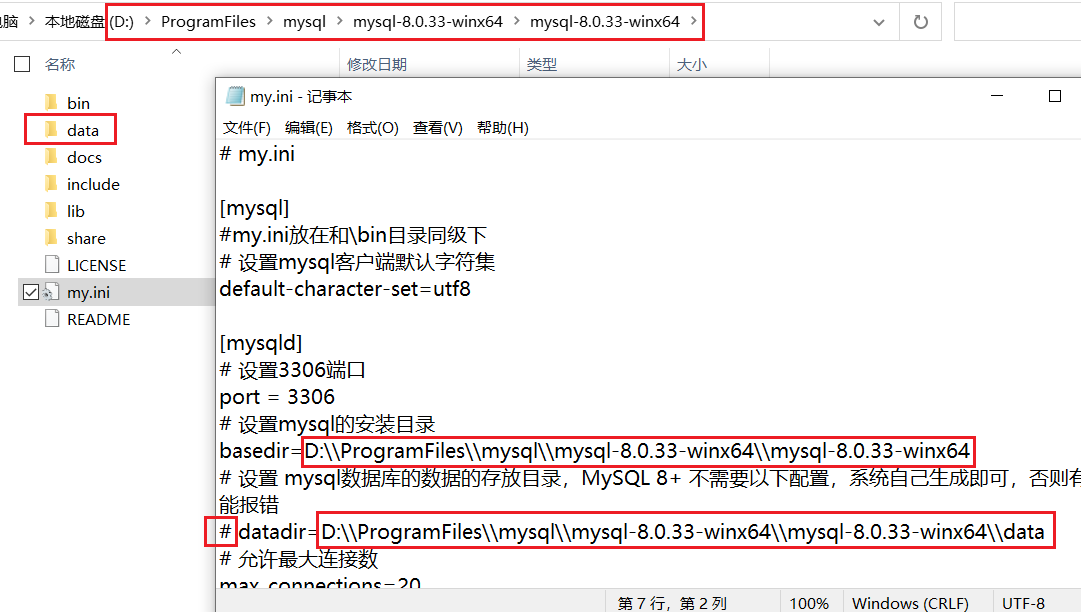 脑 › 本地磁盘 (D:) › ProgramFiles › mysql › mysql-8.0.33-winx64 › mysql-8.0.33-winx64 ›
名称 修改日期 类型 大小
bin
data
docs
include
lib
share
LICENSE
my.ini
README
my.ini - 记事本
文件(F) 编辑(E) 格式(O) 查看(V) 帮助(H)
# my.ini
[mysql]
#my.ini放在和\bin目录同级下
# 设置mysql客户端默认字符集
default-character-set=utf8
[mysqld]
# 设置3306端口
port = 3306
# 设置mysql的安装目录
basedir=D:\\ProgramFiles\\mysql\\mysql-8.0.33-winx64\\mysql-8.0.33-winx64
# 设置 mysql数据库的数据的存放目录，MySQL 8+ 不需要以下配置，系统自己生成即可，否则有
能报错
# datadir=D:\\ProgramFiles\\mysql\\mysql-8.0.33-winx64\\mysql-8.0.33-winx64\\data
# 允许最大连接数
max_connections=20
第 7 行，第 2 列 100% Windows (CRLF) UTF-8